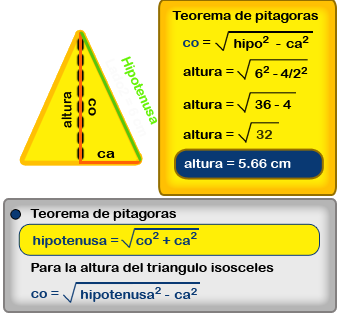 Teorema de pitagoras
co = √hipo² - ca²
altura = √6² - 4/2²
altura = √36 - 4
altura = √32
altura = 5.66 cm
altura
co
Hipotenusa
ca
Teorema de pitagoras
hipotenusa = √co² + ca²
Para la altura del triangulo isosceles
co = √hipotenusa² - ca²